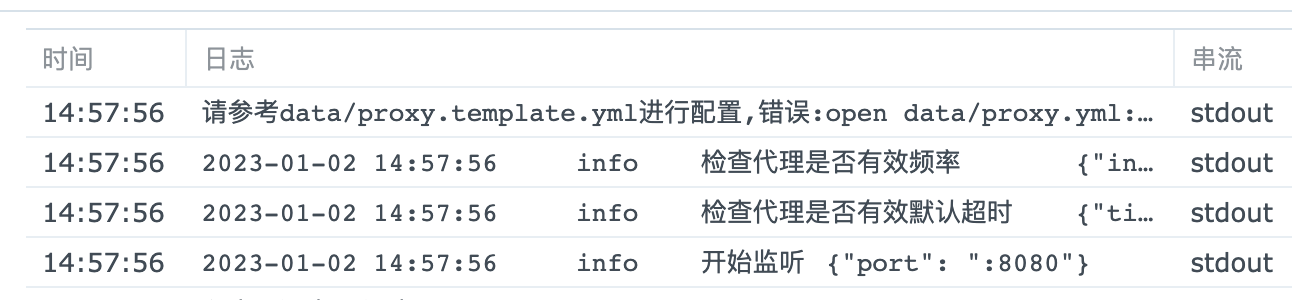 时间 日志 串流
14:57:56 请参考data/proxy.template.yml进行配置,错误:open data/proxy.yml:… stdout
14:57:56 2023-01-02 14:57:56 info 检查代理是否有效频率 {"in… stdout
14:57:56 2023-01-02 14:57:56 info 检查代理是否有效默认超时 {"ti… stdout
14:57:56 2023-01-02 14:57:56 info 开始监听 {"port": ":8080"} stdout